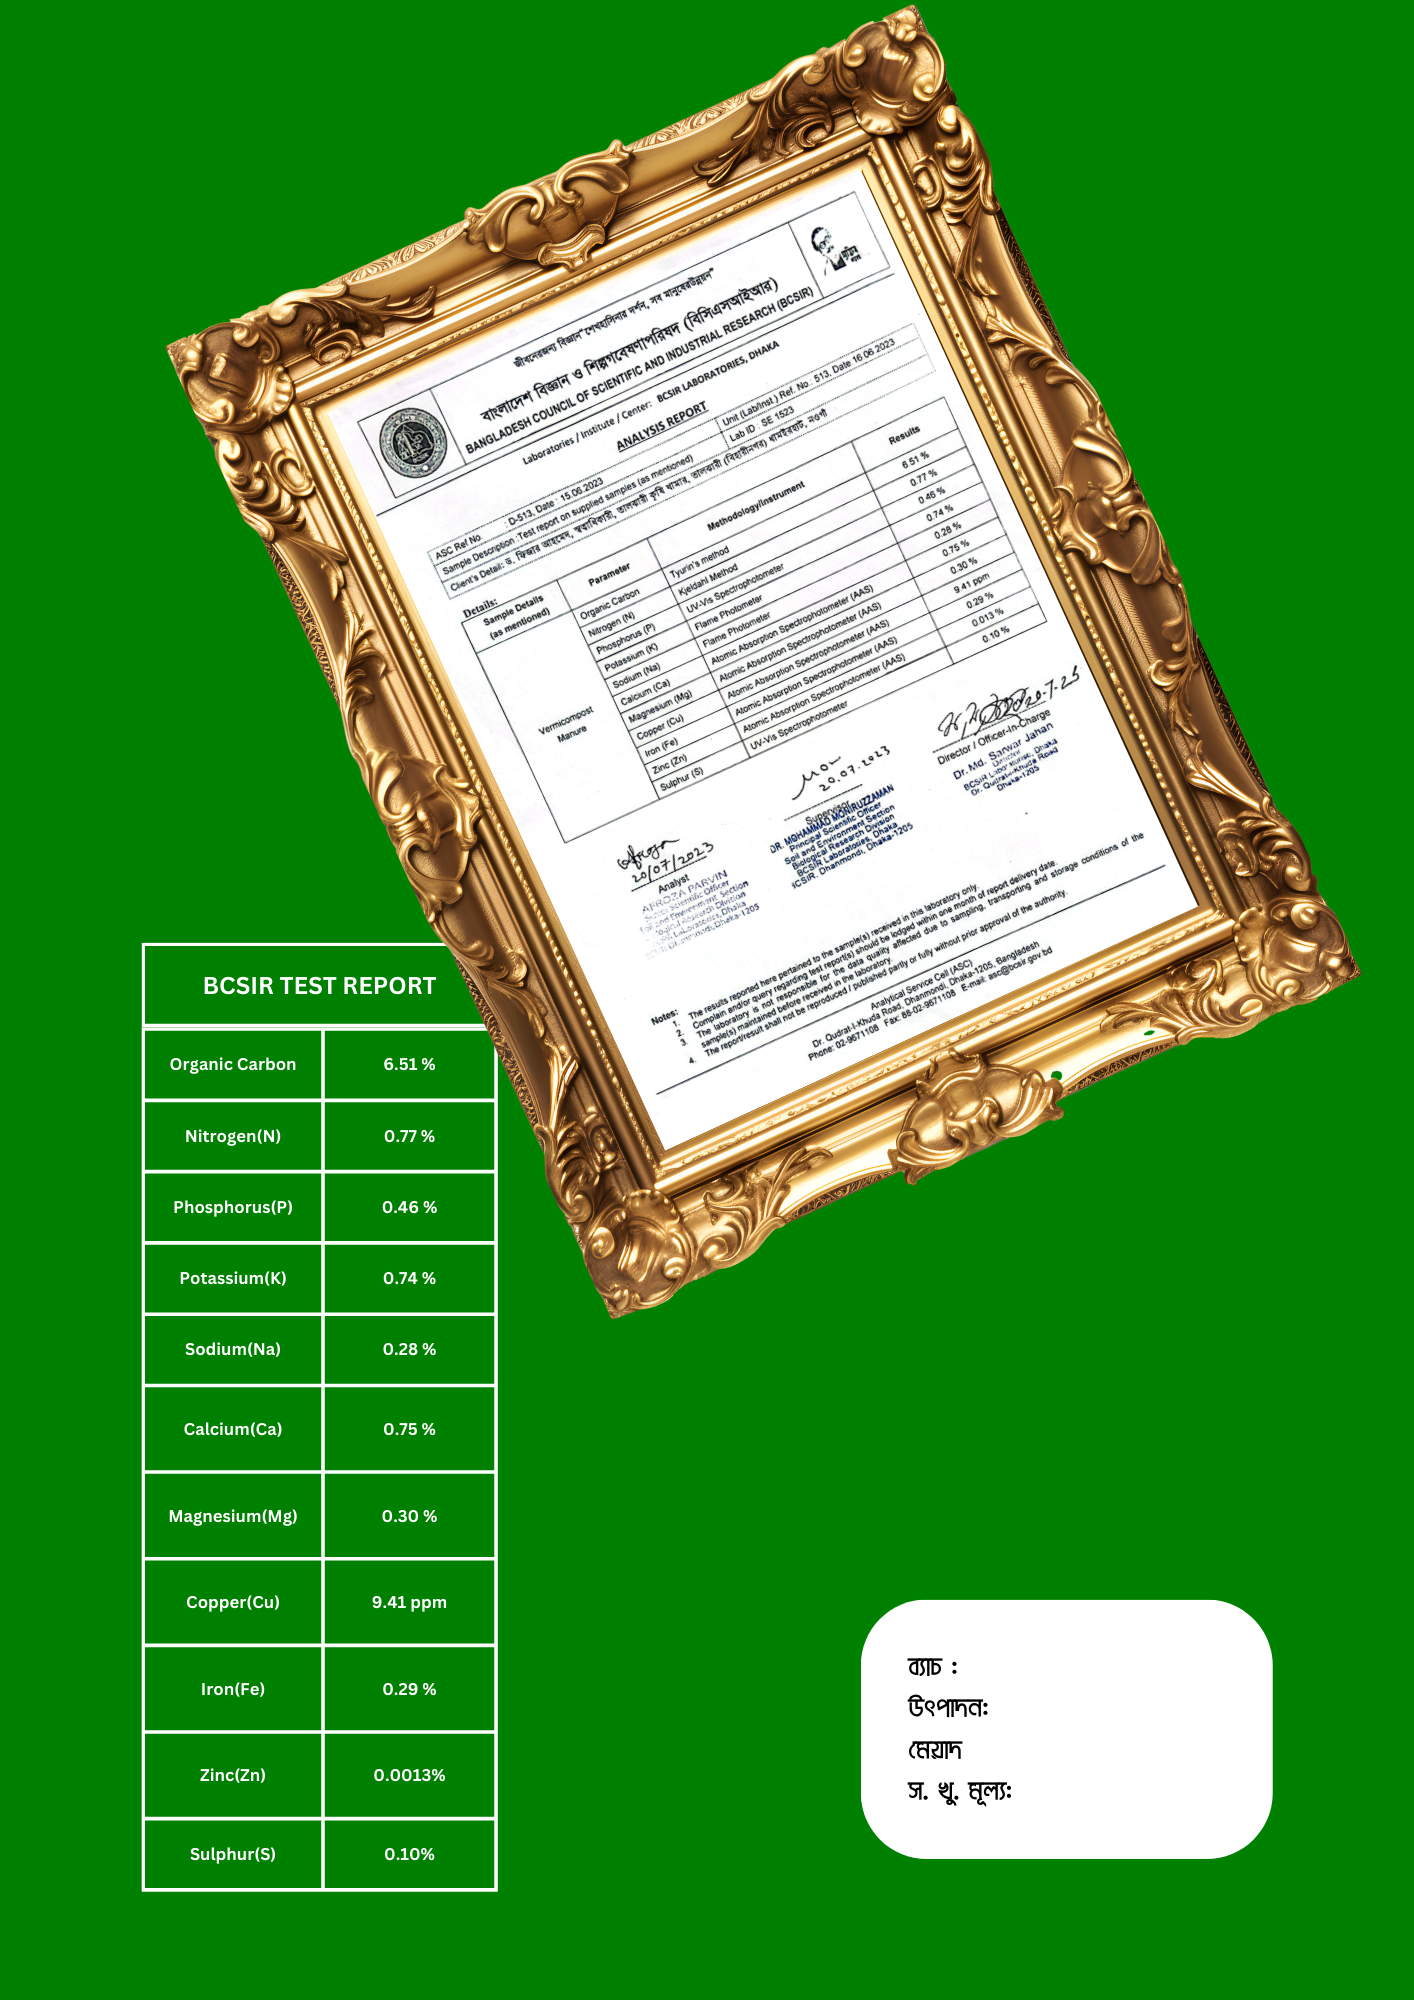 জীবনেরজন্য বিজ্ঞান"শেখহাসিনার দর্শন, সব মানুষেরউন্নয়ন"
বাংলাদেশ বিজ্ঞান ও শিল্পগবেষণাপরিষদ (বিসিএসআইআর)
BANGLADESH COUNCIL OF SCIENTIFIC AND INDUSTRIAL RESEARCH (BCSIR)
Laboratories / Institute / Center: BCSIR LABORATORIES, DHAKA
ANALYSIS REPORT
ASC Ref No. : D-513, Date : 15.06.2023 Unit (Lab/Inst.) Ref. No.: 513, Date 16.06 2023
Sample Description :Test report on supplied samples (as mentioned) Lab ID : SE 1523
Client's Detail: ড. ফিজার আহমেদ, স্বত্বাধিকারী, তালঝারী কৃষি খামার, তালঝারী (বিহারীনগর) ধামইরহাট, নওগাঁ
Details:
Sample Details (as mentioned) Parameter Methodology/Instrument Results
Vermicompost Manure
Organic Carbon Tyurin's method 6.51 %
Nitrogen (N) Kjeldahl Method 0.77 %
Phosphorus (P) UV-Vis Spectrophotometer 0.46 %
Potassium (K) Flame Photometer 0.74 %
Sodium (Na) Flame Photometer 0.28 %
Calcium (Ca) Atomic Absorption Spectrophotometer (AAS) 0.75 %
Magnesium (Mg) Atomic Absorption Spectrophotometer (AAS) 0.30 %
Copper (Cu) Atomic Absorption Spectrophotometer (AAS) 9.41 ppm
Iron (Fe) Atomic Absorption Spectrophotometer (AAS) 0.29 %
Zinc (Zn) Atomic Absorption Spectrophotometer (AAS) 0.013 %
Sulphur (S) UV-Vis Spectrophotometer 0.10 %
20/07/2023
Analyst
AFROZA PARVIN
Scientific Officer
Soil and Environment Section
Biological Research Division
BCSIR Laboratories, Dhaka
Dhanmondi, Dhaka-1205
20.07.2023
Supervisor
DR. MOHAMMAD MONIRUZZAMAN
Principal Scientific Officer
Soil and Environment Section
Biological Research Division
BCSIR Laboratories, Dhaka
BCSIR, Dhanmondi, Dhaka-1205
Director / Officer-In-Charge
Dr. Md. Sarwar Jahan
Director
BCSIR Laboratories, Dhaka
Dr. Qudrat-i-Khuda Road
Dhaka-1205
Notes:
1. The results reported here pertained to the sample(s) received in this laboratory only.
2. Complain and/or query regarding test report(s) should be lodged within one month of report delivery date.
3. The laboratory is not responsible for the data quality affected due to sampling, transporting and storage conditions of the
sample(s) maintained before received in the laboratory.
4. The report/result shall not be reproduced / published partly or fully without prior approval of the authority.
Analytical Service Cell (ASC)
Dr. Qudrat-I-Khuda Road, Dhanmondi, Dhaka-1205, Bangladesh
Phone: 02-9671108 Fax: 88-02-9671108 E-mail: asc@bcsir.gov bd
BCSIR TEST REPORT
Organic Carbon 6.51 %
Nitrogen(N) 0.77 %
Phosphorus(P) 0.46 %
Potassium(K) 0.74 %
Sodium(Na) 0.28 %
Calcium(Ca) 0.75 %
Magnesium(Mg) 0.30 %
Copper(Cu) 9.41 ppm
Iron(Fe) 0.29 %
Zinc(Zn) 0.0013%
Sulphur(S) 0.10%
ব্যাচ :
উৎপাদন:
মেয়াদ
স. খু. মূল্য: